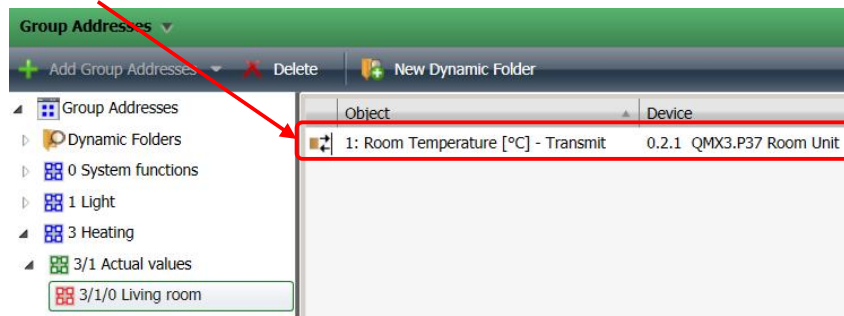 Group Addresses
Add Group Addresses Delete New Dynamic Folder
Group Addresses
Dynamic Folders
0 System functions
1 Light
3 Heating
3/1 Actual values
3/1/0 Living room
Object Device
1: Room Temperature [°C] - Transmit 0.2.1 QMX3.P37 Room Unit